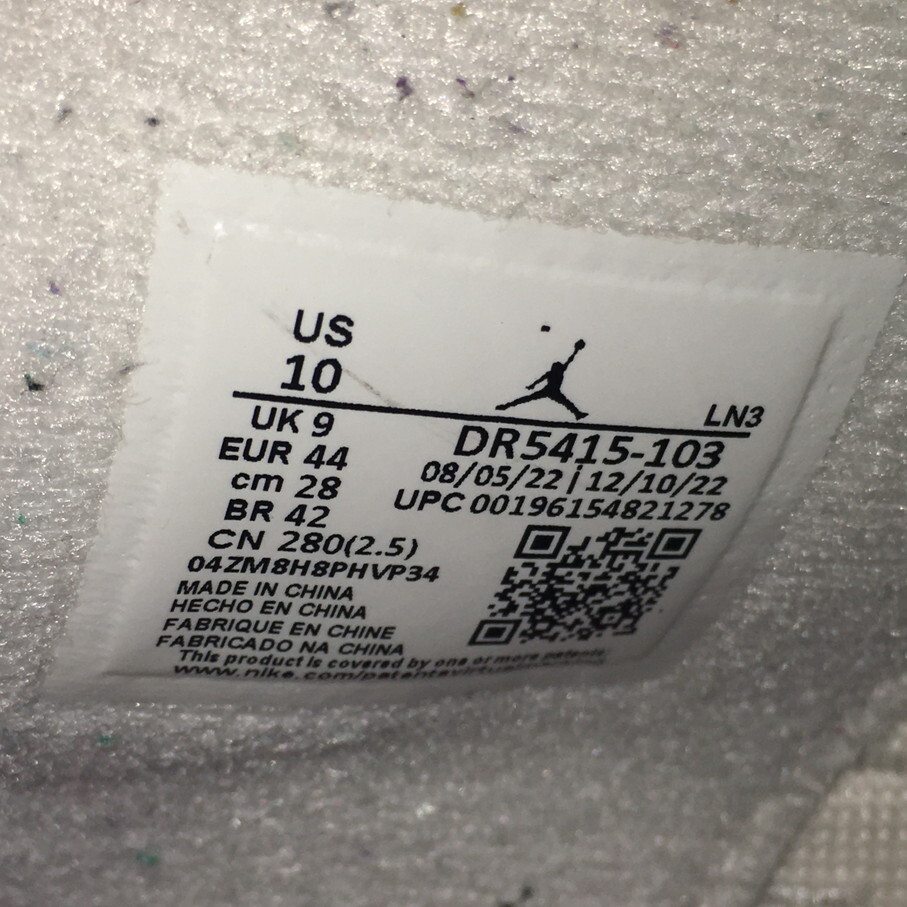 US
10
LN3
UK 9
EUR 44
cm 28
BR 42
CN 280(2.5)
04ZM8H8PHVP34
DR5415-103
08/05/22 | 12/10/22
UPC 00196154821278
MADE IN CHINA
HECHO EN CHINA
FABRIQUE EN CHINE
FABRICADO NA CHINA
This product is covered by one or more patents
www.nike.com/patents